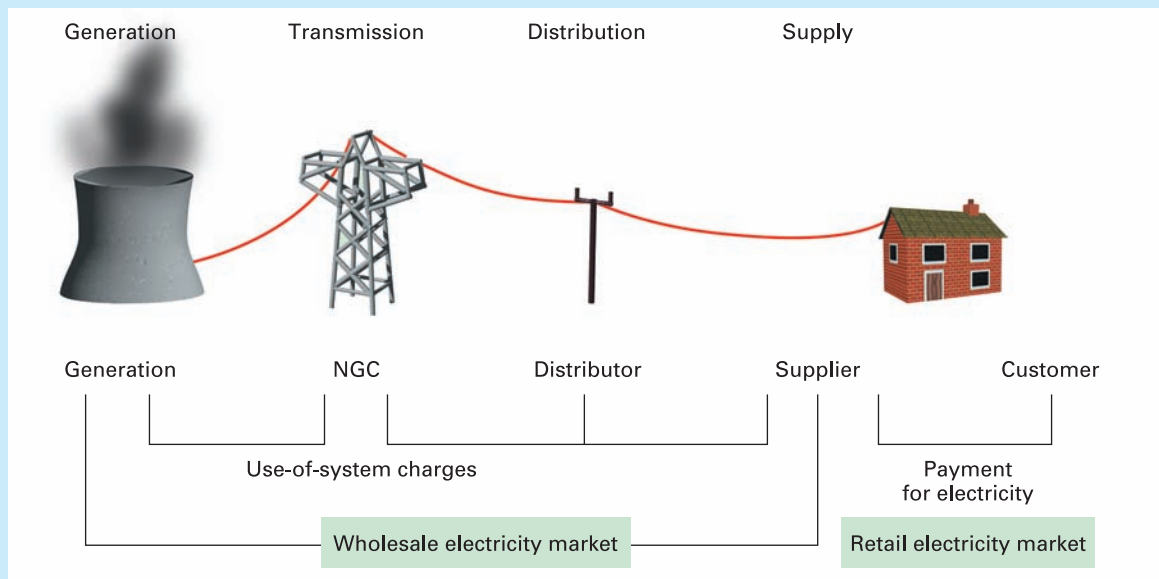 Generation Transmission Distribution Supply
Generation NGC Distributor Supplier Customer
Use-of-system charges
Payment
for electricity
Wholesale electricity market
Retail electricity market